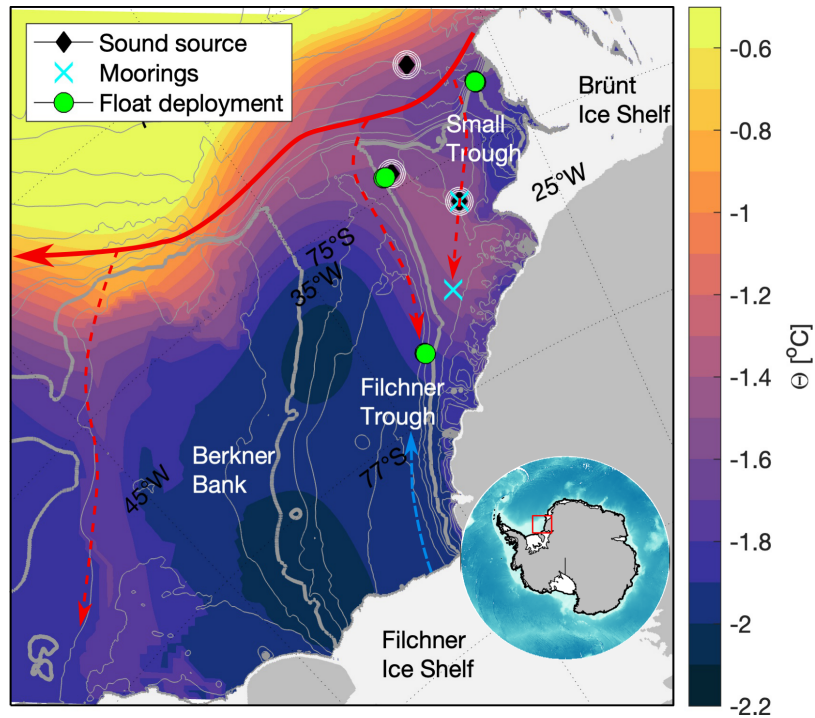 Sound source
Moorings
Float deployment
Brünt
Ice Shelf
Small
Trough
25°W
75°S
35°W
Filchner
Trough
Berkner
Bank
45°W
77°S
Filchner
Ice Shelf
-0.6
-0.8
-1
-1.2
-1.4
-1.6
-1.8
-2
-2.2
Θ [°C]